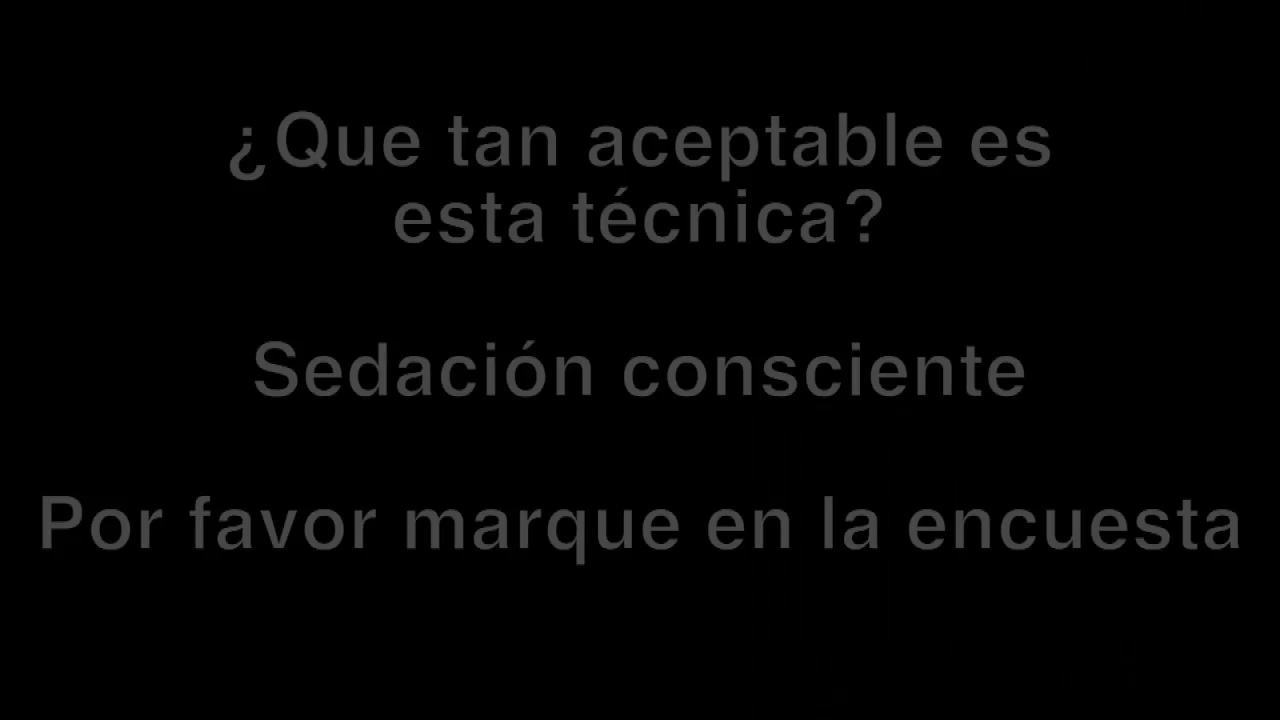 ¿Que tan aceptable es
esta técnica?
Sedación consciente
Por favor marque en la encuesta